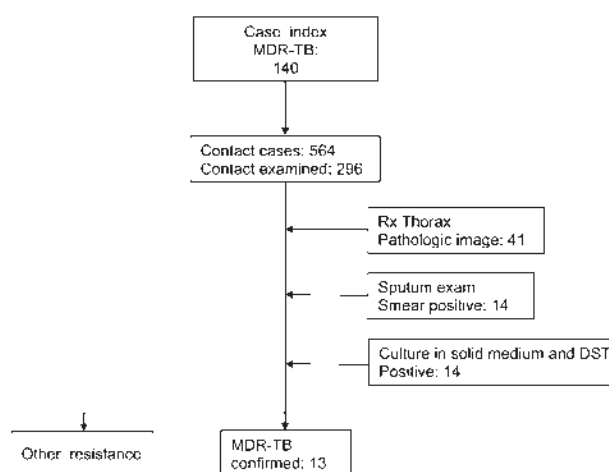 Case index
MDR-TB:
140
Contact cases: 564
Contact examined: 296
Rx Thorax
Pathologic image: 41
Sputum exam
Smear positive: 14
Culture in solid medium and DST
Positive: 14
Other resistance
MDR-TB
confirmed: 13